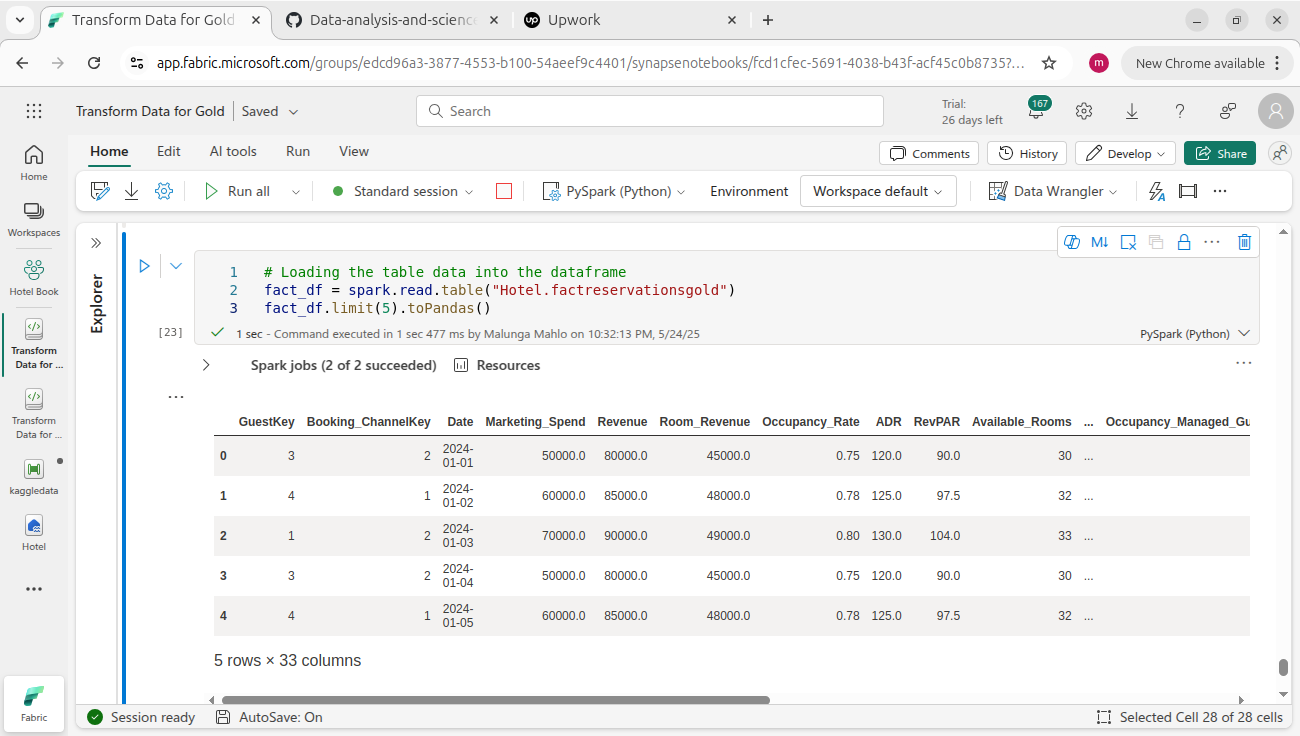 Transform Data for Gold
Data-analysis-and-science
Upwork
app.fabric.microsoft.com/groups/edcd96a3-3877-4553-b100-54aeef9c4401/synapsenotebooks/fcd1cfec-5691-4038-b43f-acf45c0b8735?...
m
New Chrome available
Transform Data for Gold
Saved
Search
Trial:
26 days left
167
Home
Edit
AI tools
Run
View
Comments
History
Develop
Share
Run all
Standard session
PySpark (Python)
Environment
Workspace default
Data Wrangler
...
Home
Workspaces
Hotel Book
Transform
Data for ...
Transform
Data for ...
kaggledata
Hotel
...
Fabric
Explorer
M↓
...
1 # Loading the table data into the dataframe
2 fact_df = spark.read.table("Hotel.factreservationsgold")
3 fact_df.limit(5).toPandas()
[23]
1 sec - Command executed in 1 sec 477 ms by Malunga Mahlo on 10:32:13 PM, 5/24/25
PySpark (Python)
Spark jobs (2 of 2 succeeded)
Resources
...
...
GuestKey Booking_ChannelKey Date Marketing_Spend Revenue Room_Revenue Occupancy_Rate ADR RevPAR Available_Rooms ... Occupancy_Managed_Gu
0 3 2 2024-01-01 50000.0 80000.0 45000.0 0.75 120.0 90.0 30 ...
1 4 1 2024-01-02 60000.0 85000.0 48000.0 0.78 125.0 97.5 32 ...
2 1 2 2024-01-03 70000.0 90000.0 49000.0 0.80 130.0 104.0 33 ...
3 3 2 2024-01-04 50000.0 80000.0 45000.0 0.75 120.0 90.0 30 ...
4 4 1 2024-01-05 60000.0 85000.0 48000.0 0.78 125.0 97.5 32 ...
5 rows × 33 columns
Session ready
AutoSave: On
Selected Cell 28 of 28 cells